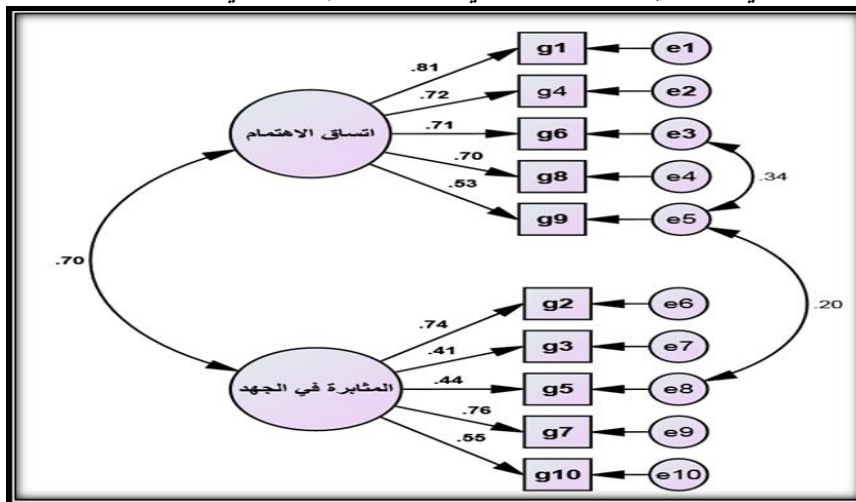 g1 e1
.81
g4 e2
.72
اتساق الاهتمام
.71
g6 e3
.70
g8 e4
.34
.53
g9 e5
.70
.20
g2 e6
.74
g3 e7
.41
المثابرة في الجهد
.44
g5 e8
.76
g7 e9
.55
g10 e10